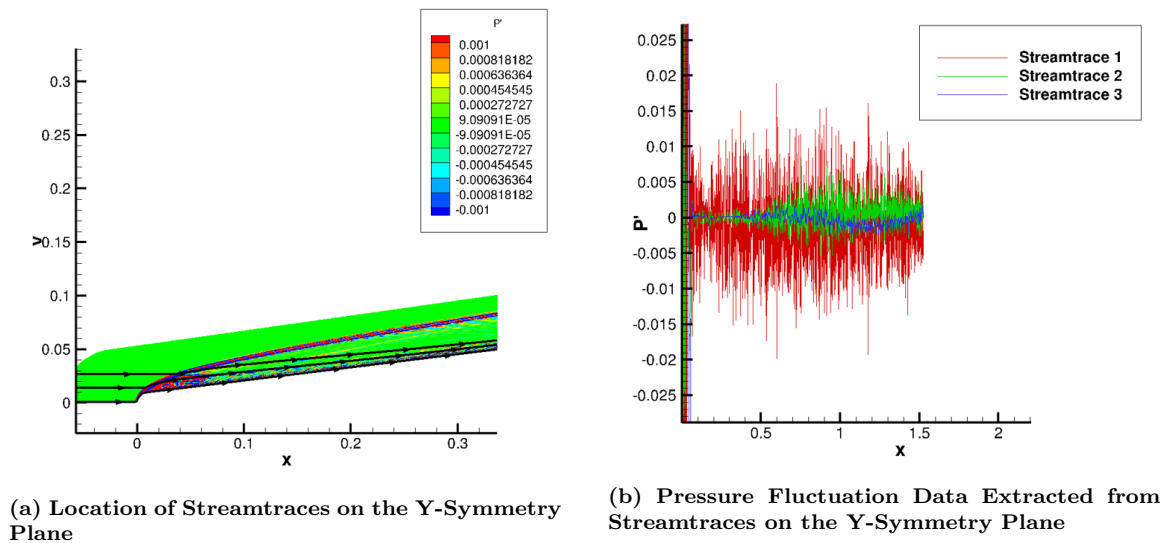 P'
0.001
0.000818182
0.000636364
0.000454545
0.000272727
9.09091E-05
-9.09091E-05
-0.000454545
-0.000636364
-0.000818182
-0.001
0.3
0.25
0.2
y
0.15
0.1
0.05
0
0
0.1
0.2
0.3
x
(a) Location of Streamtraces on the Y-Symmetry
Plane
Streamtrace 1
Streamtrace 2
Streamtrace 3
0.025
0.02
0.015
0.01
0.005
0
P'
-0.005
-0.01
-0.015
-0.02
-0.025
0.5
1
1.5
2
x
(b) Pressure Fluctuation Data Extracted from
Streamtraces on the Y-Symmetry Plane